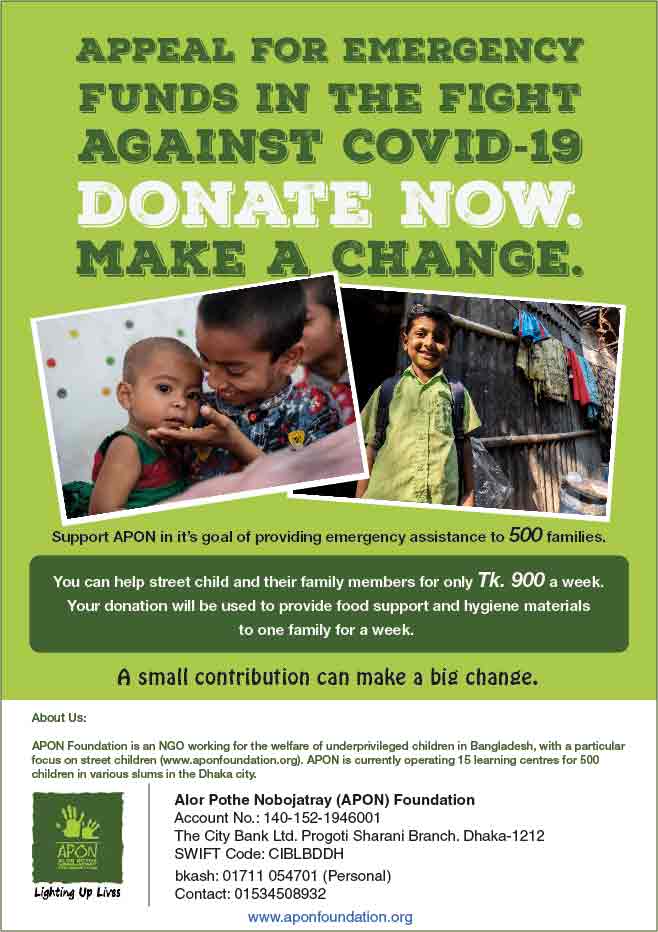 APPEAL FOR EMERGENCY
FUNDS IN THE FIGHT
AGAINST COVID-19
DONATE NOW.
MAKE A CHANGE.
Support APON in it's goal of providing emergency assistance to 500 families.
You can help street child and their family members for only Tk. 900 a week.
Your donation will be used to provide food support and hygiene materials
to one family for a week.
A small contribution can make a big change.
About Us:
APON Foundation is an NGO working for the welfare of underprivileged children in Bangladesh, with a particular
focus on street children (www.aponfoundation.org). APON is currently operating 15 learning centres for 500
children in various slums in the Dhaka city.
APON
ALOR POTHE
NOBOJATRAY
Lighting Up Lives
Alor Pothe Nobojatray (APON) Foundation
Account No.: 140-152-1946001
The City Bank Ltd. Progoti Sharani Branch. Dhaka-1212
SWIFT Code: CIBLBDDH
bkash: 01711 054701 (Personal)
Contact: 01534508932
www.aponfoundation.org